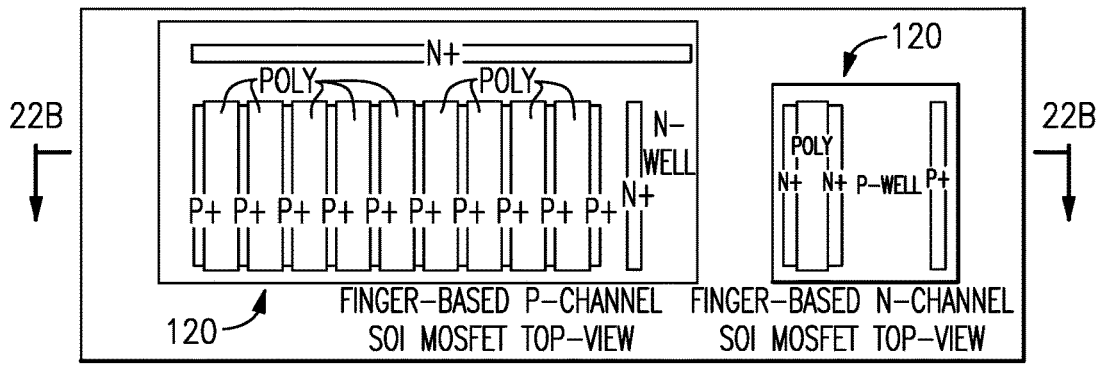 120
N+
POLY POLY
22B 22B
N-
WELL
POLY
N+ N+ P-WELL P+
N+
P+ P+ P+ P+ P+ P+ P+ P+ P+ P+
FINGER-BASED P-CHANNEL
SOI MOSFET TOP-VIEW
FINGER-BASED N-CHANNEL
SOI MOSFET TOP-VIEW
120